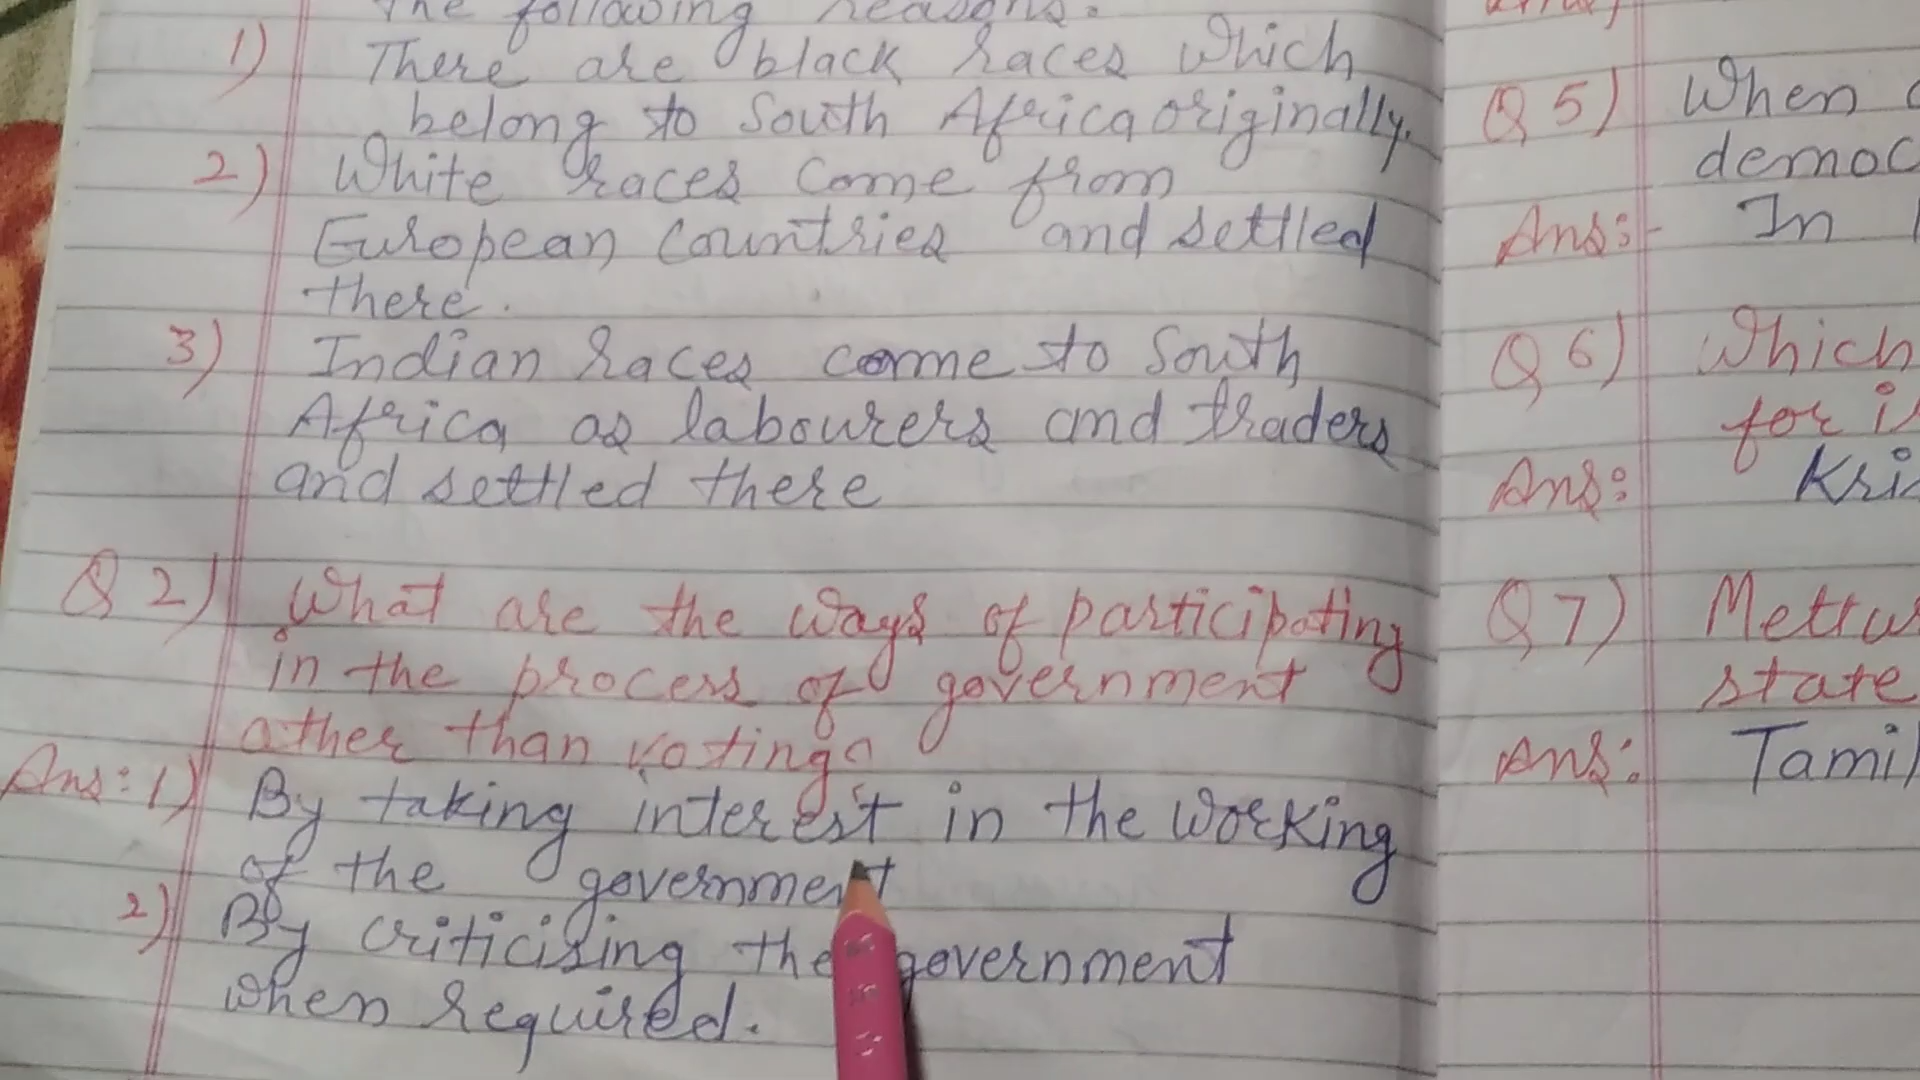 The following reasons.
1) There are black races which
belong to South Africa originally.
2) White races come from
European countries and settled
there.
3) Indian races come to South
Africa as labourers and traders
and settled there
Q 2) What are the ways of participating
in the process of government
other than voting
Ans: 1) By taking interest in the working
of the government
2) By criticising the government
when required.
Q 5) When
democ
Ans:- In
Q 6) Which
for
Ans: Kri
Q 7) Mettu
state
Ans: Tamil